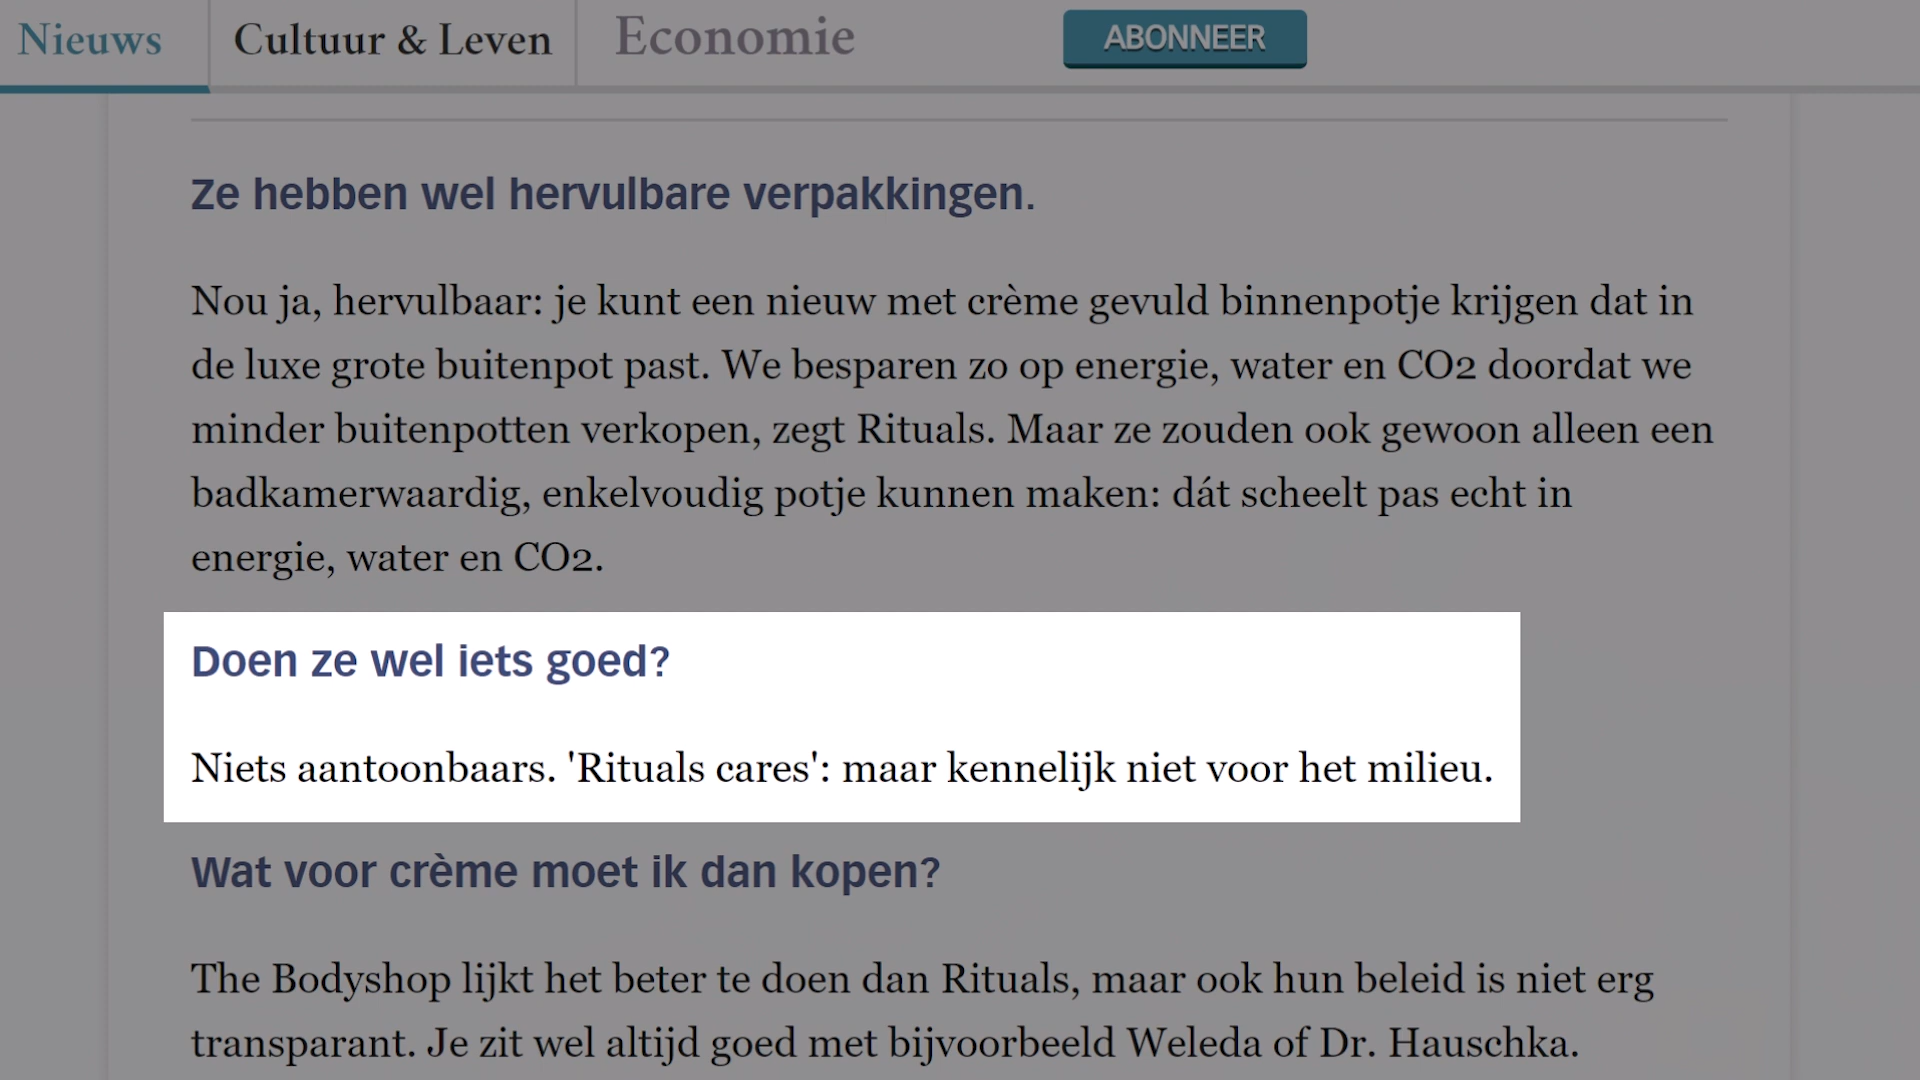 Nieuws
Cultuur & Leven
Economie
ABONNEER
Ze hebben wel hervulbare verpakkingen.
Nou ja, hervulbaar: je kunt een nieuw met crème gevuld binnenpotje krijgen dat in
de luxe grote buitenpot past. We besparen zo op energie, water en CO2 doordat we
minder buitenpotten verkopen, zegt Rituals. Maar ze zouden ook gewoon alleen een
badkamerwaardig, enkelvoudig potje kunnen maken: dát scheelt pas echt in
energie, water en CO2.
Doen ze wel iets goed?
Niets aantoonbaars. 'Rituals cares': maar kennelijk niet voor het milieu.
Wat voor crème moet ik dan kopen?
The Bodyshop lijkt het beter te doen dan Rituals, maar ook hun beleid is niet erg
transparant. Je zit wel altijd goed met bijvoorbeeld Weleda of Dr. Hauschka.